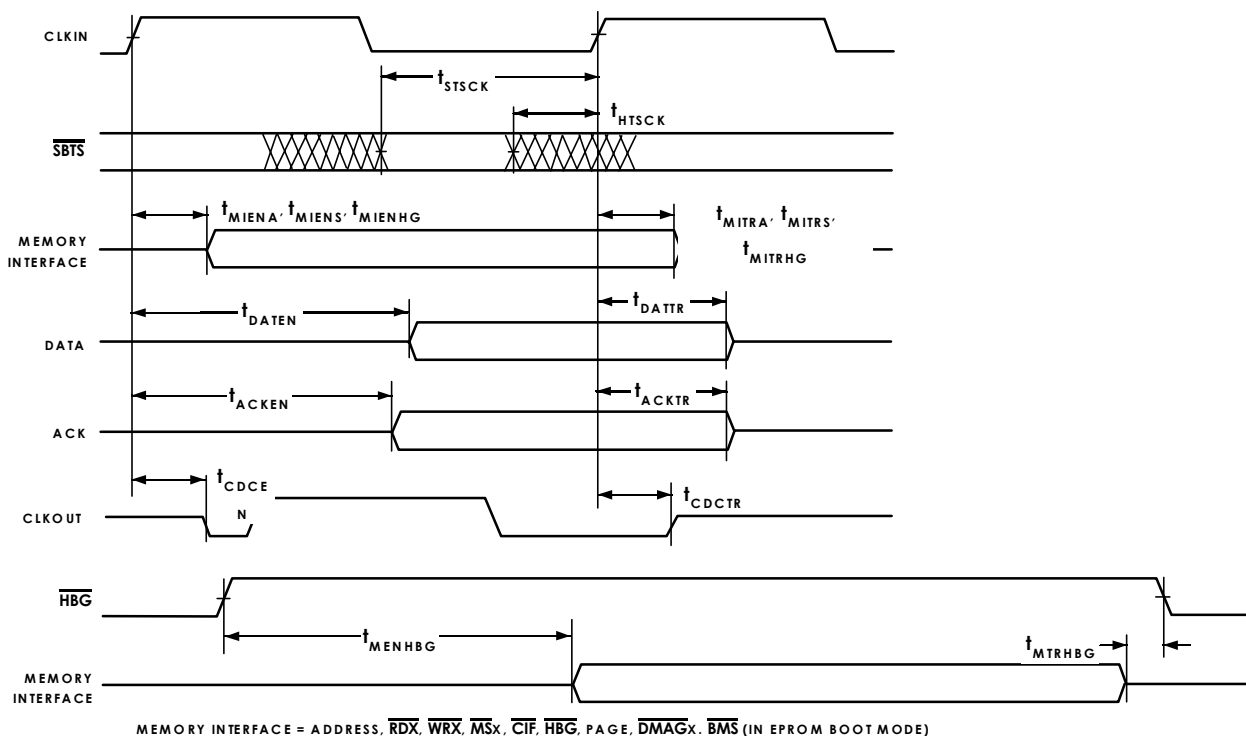 CLKIN
tSTSCK
tHTSCK
SBTS
tMIENA, tMIENS, tMIENHG
tMITRA, tMITRS,
tMITRHG
MEMORY
INTERFACE
tDATEN
tDATTR
DATA
tACKEN
tACKTR
ACK
tCDCE
N
tCDCTR
CLKOUT
HBG
tMENHBG
tMTRHBG
MEMORY
INTERFACE
MEMORY INTERFACE = ADDRESS, RDX, WRX, MSX, CIF, HBG, PAGE, DMAGX. BMS (IN EPROM BOOT MODE)